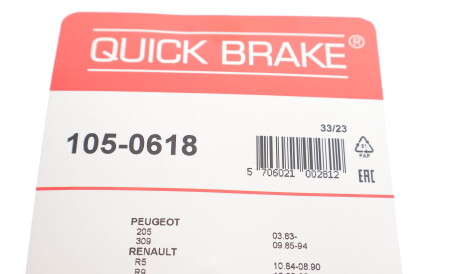 QUICK BRAKE®
33/23
105-0618
5 706021 002812
21
PAP
EAC
PEUGEOT
205 03.83-
309 09.85-94
RENAULT
R5 10.84-08.90
R9